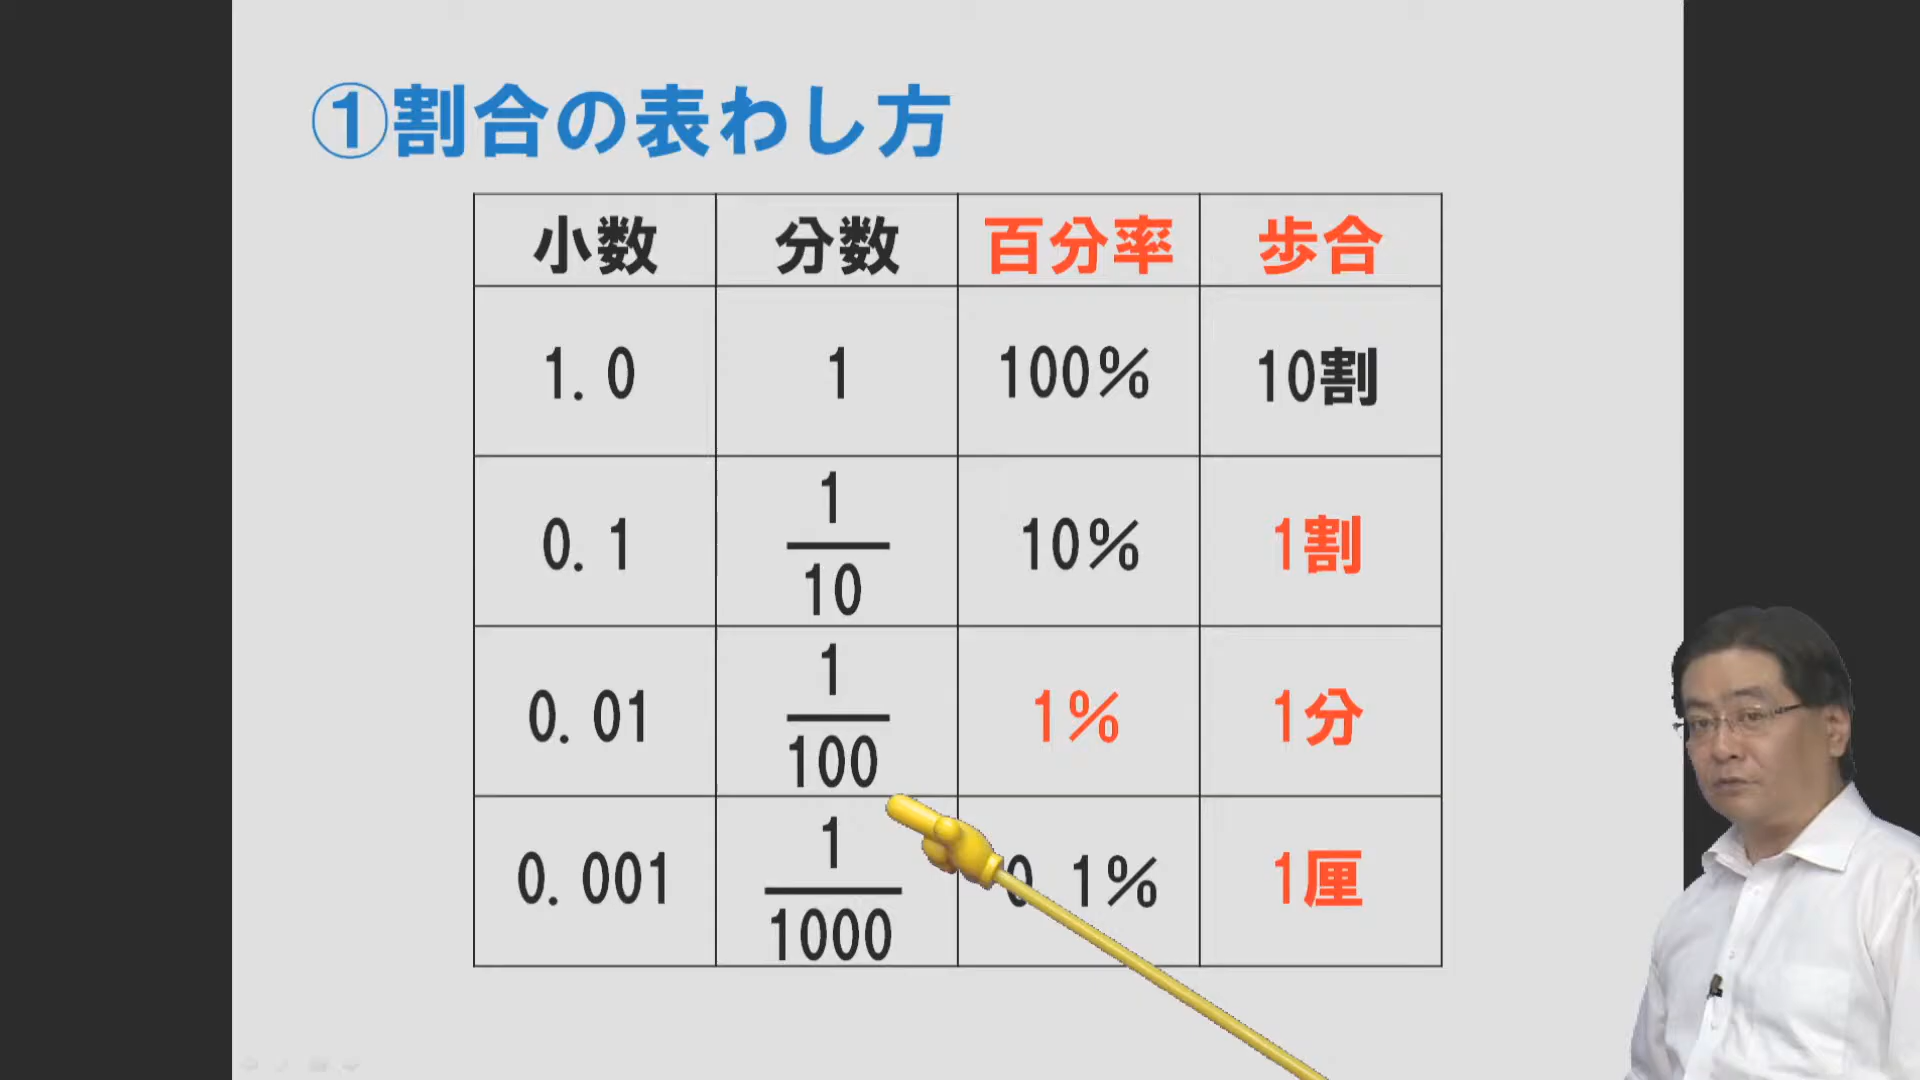 ①割合の表わし方
小数 分数 百分率 歩合
1.0 1 100% 10割
0.1 1/10 10% 1割
0.01 1/100 1% 1分
0.001 1/1000 0.1% 1厘